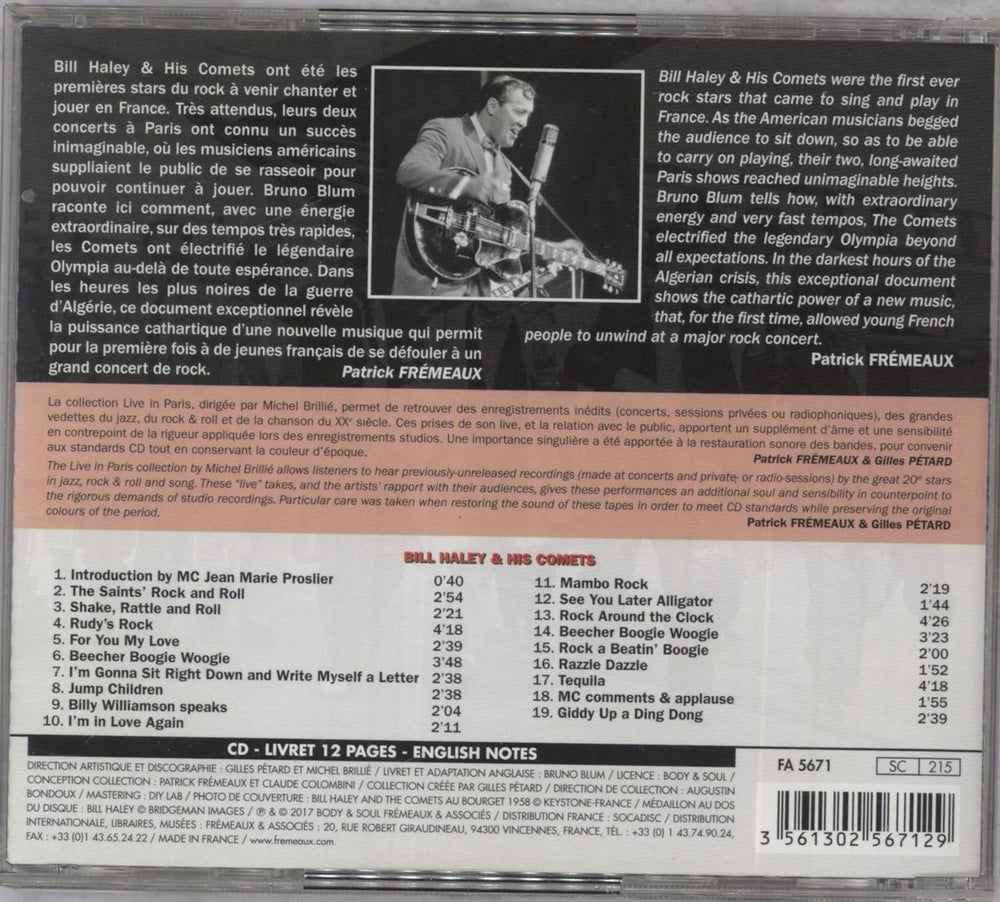 Bill Haley & His Comets ont été les
premières stars du rock à venir chanter et
jouer en France. Très attendus, leurs deux
concerts à Paris ont connu un succès
inimaginable, où les musiciens américains
suppliaient le public de se rasseoir pour
pouvoir continuer à jouer. Bruno Blum
raconte ici comment, avec une énergie
extraordinaire, sur des tempos très rapides,
les Comets ont électrifié le légendaire
Olympia au-delà de toute espérance. Dans
les heures les plus noires de la guerre
d'Algérie, ce document exceptionnel révèle
la puissance cathartique d'une nouvelle musique qui permit
pour la première fois à de jeunes français de se défouler à un
grand concert de rock.
Patrick FRÉMEAUX
Bill Haley & His Comets were the first ever
rock stars that came to sing and play in
France. As the American musicians begged
the audience to sit down, so as to be able
to carry on playing, their two, long-awaited
Paris shows reached unimaginable heights.
Bruno Blum tells how, with extraordinary
energy and very fast tempos, The Comets
electrified the legendary Olympia beyond
all expectations. In the darkest hours of the
Algerian crisis, this exceptional document
shows the cathartic power of a new music,
that, for the first time, allowed young French
people to unwind at a major rock concert.
Patrick FRÉMEAUX
La collection Live in Paris, dirigée par Michel Brillié, permet de retrouver des enregistrements inédits (concerts, sessions privées ou radiophoniques), des grandes
vedettes du jazz, du rock & roll et de la chanson du XXe siècle. Ces prises de son live, et la relation avec le public, apportent un supplément d'âme et une sensibilité
en contrepoint de la rigueur appliquée lors des enregistrements studios. Une importance singulière a été apportée à la restauration sonore des bandes, pour convenir
aux standards CD tout en conservant la couleur d'époque.
Patrick FRÉMEAUX & Gilles PÉTARD
The Live in Paris collection by Michel Brillié allows listeners to hear previously-unreleased recordings (made at concerts and private- or radio-sessions) by the great 20th stars
in jazz, rock & roll and song. These "live" takes, and the artists' rapport with their audiences, gives these performances an additional soul and sensibility in counterpoint to
the rigorous demands of studio recordings. Particular care was taken when restoring the sound of these tapes in order to meet CD standards while preserving the original
colours of the period.
Patrick FRÉMEAUX & Gilles PÉTARD
BILL HALEY & HIS COMETS
1. Introduction by MC Jean Marie Proslier 0'40
2. The Saints' Rock and Roll 2'54
3. Shake, Rattle and Roll 2'21
4. Rudy's Rock 4'18
5. For You My Love 2'39
6. Beecher Boogie Woogie 3'48
7. I'm Gonna Sit Right Down and Write Myself a Letter 2'38
8. Jump Children 2'38
9. Billy Williamson speaks 2'04
10. I'm in Love Again 2'11
11. Mambo Rock 2'19
12. See You Later Alligator 1'44
13. Rock Around the Clock 4'26
14. Beecher Boogie Woogie 3'23
15. Rock a Beatin' Boogie 2'00
16. Razzle Dazzle 1'52
17. Tequila 4'18
18. MC comments & applause 1'55
19. Giddy Up a Ding Dong 2'39
CD - LIVRET 12 PAGES - ENGLISH NOTES
DIRECTION ARTISTIQUE ET DISCOGRAPHIE : GILLES PÉTARD ET MICHEL BRILLIÉ / LIVRET ET ADAPTATION ANGLAISE : BRUNO BLUM / LICENCE : BODY & SOUL /
CONCEPTION COLLECTION : PATRICK FRÉMEAUX ET CLAUDE COLOMBINI / COLLECTION CRÉÉE PAR GILLES PÉTARD / DIRECTION DE COLLECTION : AUGUSTIN
BONDOUX / MASTERING : DIY LAB / PHOTO DE COUVERTURE : BILL HALEY AND THE COMETS AU BOURGET 1958 © KEYSTONE-FRANCE / MÉDAILLON AU DOS
DU DISQUE : BILL HALEY © BRIDGEMAN IMAGES / ℗ & © 2017 BODY & SOUL FRÉMEAUX & ASSOCIÉS / DISTRIBUTION FRANCE : SOCADISC / DISTRIBUTION
INTERNATIONALE, LIBRAIRES, MUSÉES : FRÉMEAUX & ASSOCIÉS : 20, RUE ROBERT GIRAUDINEAU, 94300 VINCENNES, FRANCE, TÉL. : +33 (0) 1 43.74.90.24,
FAX : +33 (0)1 43.65.24.22 / MADE IN FRANCE / www.fremeaux.com
FA 5671
SC 215
3 561302 567129